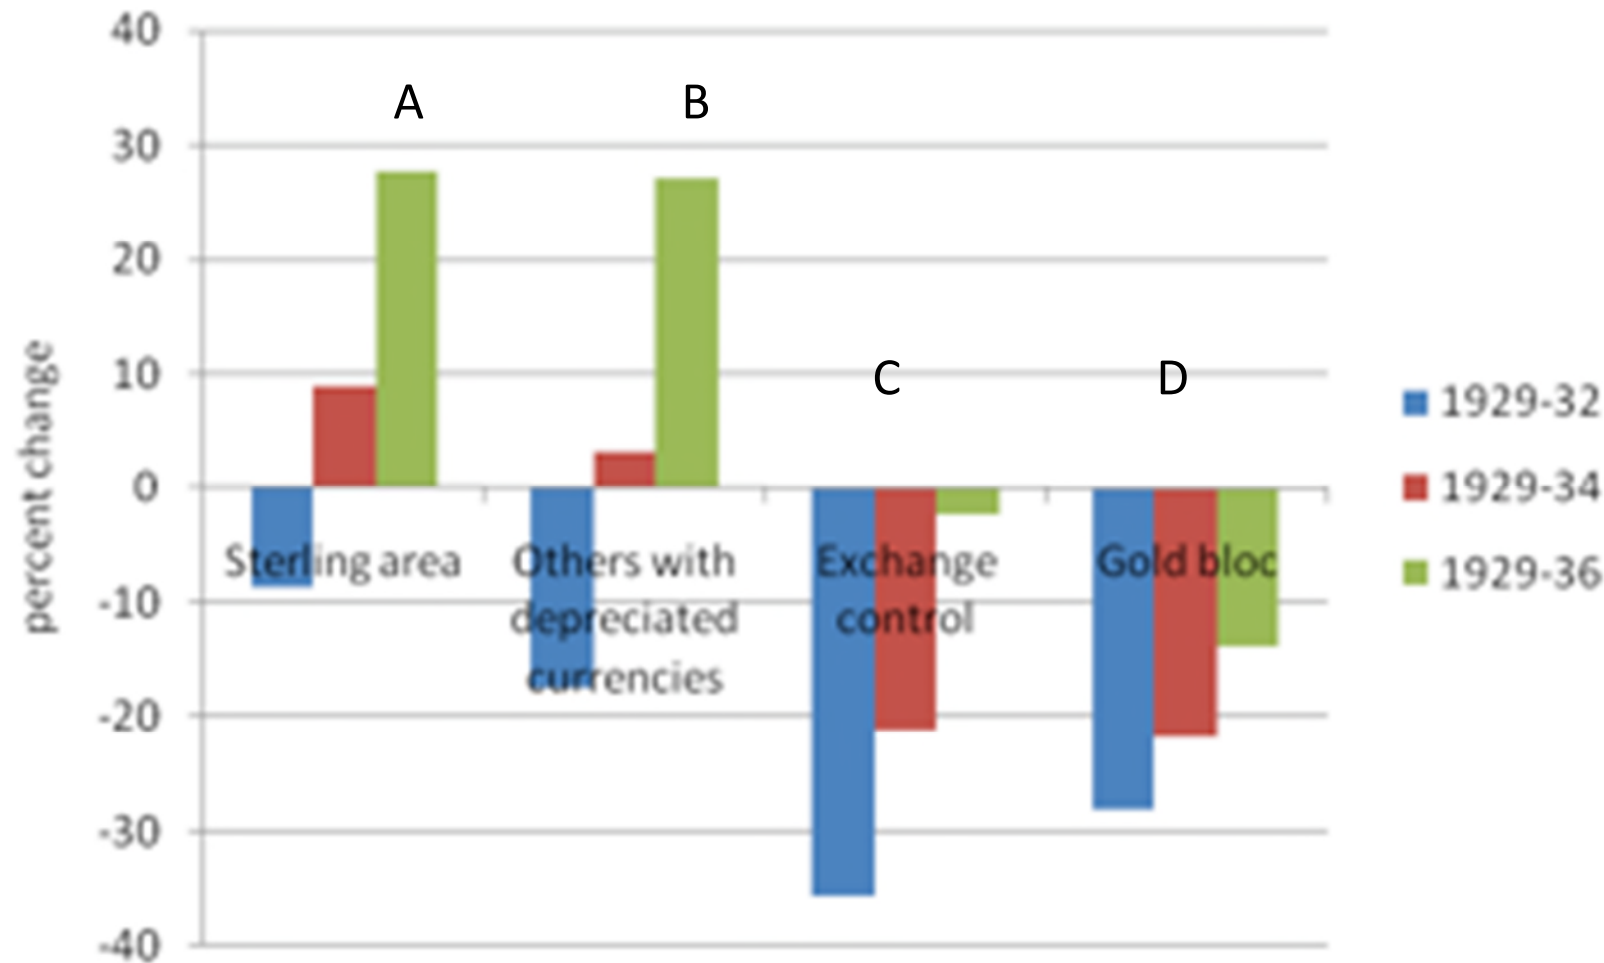 40
A
B
30
20
10
C
D
0
-10
-20
-30
-40
percent change
Sterling area
Others with
depreciated
currencies
Exchange
control
Gold bloc
1929-32
1929-34
1929-36